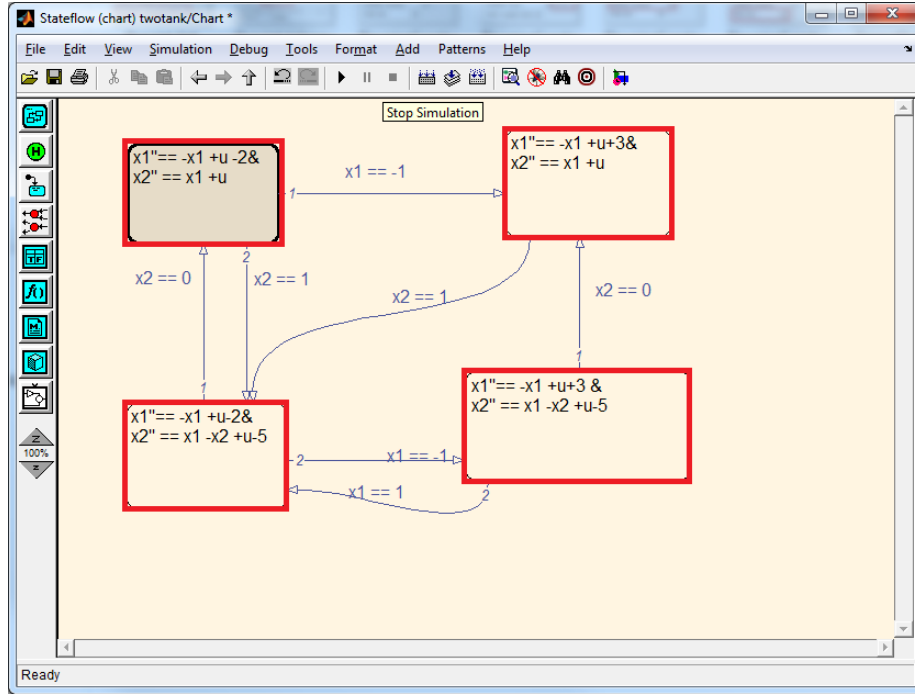 Stateflow (chart) twotank/Chart *
File Edit View Simulation Debug Tools Format Add Patterns Help
Stop Simulation
x1"== -x1 +u -2&
x2" == x1 +u
x1"== -x1 +u+3&
x2" == x1 +u
1
x1 == -1
2
x2 == 0
x2 == 1
x2 == 1
x2 == 0
1
1
x1"== -x1 +u-2&
x2" == x1 -x2 +u-5
x1"== -x1 +u+3 &
x2" == x1 -x2 +u-5
2
x1 == -1
x1 == 1
2
H
TF
f()
M
Z
100%
z
Ready